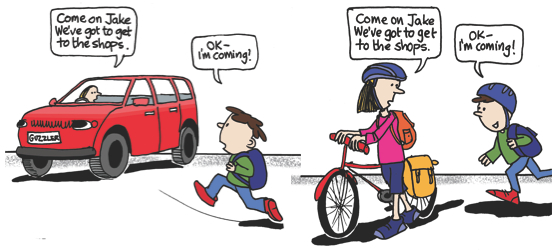 Come on Jake
We've got to get
to the shops.
OK-
I'm coming!
GUZZLER
Come on Jake
We've got to get
to the shops.
OK-
I'm coming!